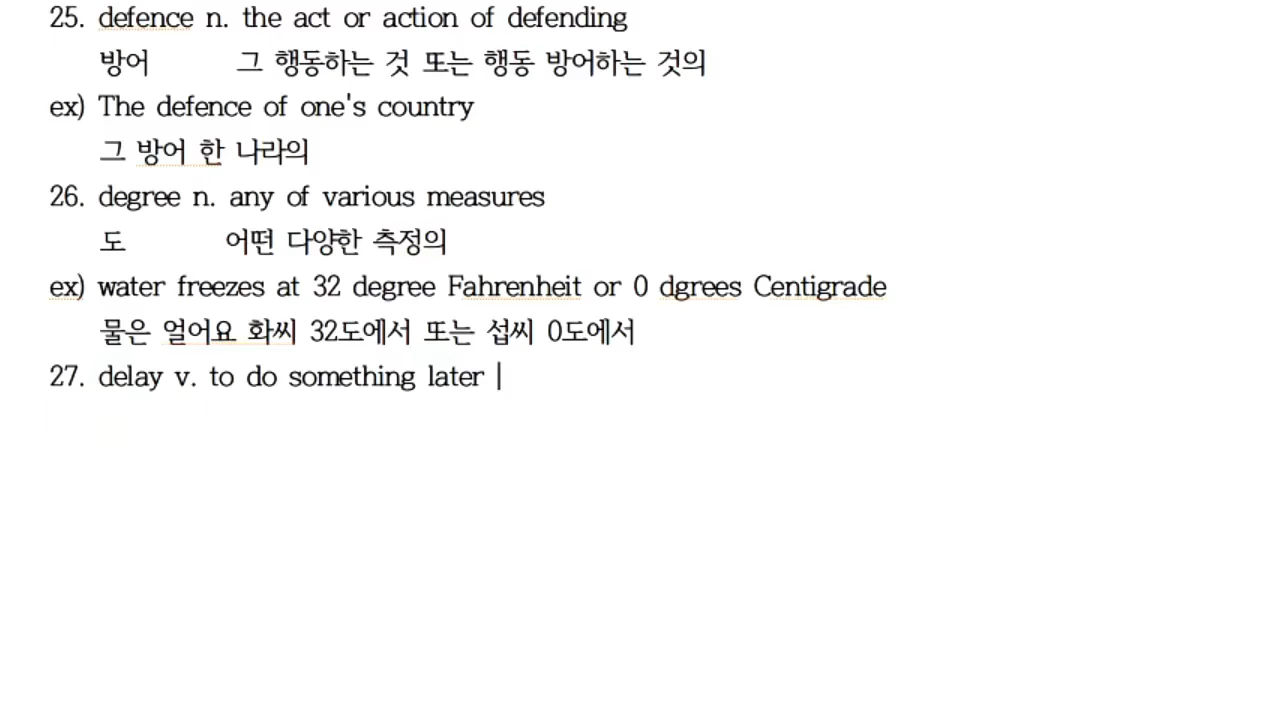 25. defence n. the act or action of defending
방어 그 행동하는 것 또는 행동 방어하는 것의
ex) The defence of one's country
그 방어 한 나라의
26. degree n. any of various measures
도 어떤 다양한 측정의
ex) water freezes at 32 degree Fahrenheit or 0 dgrees Centigrade
물은 얼어요 화씨 32도에서 또는 섭씨 0도에서
27. delay v. to do something later